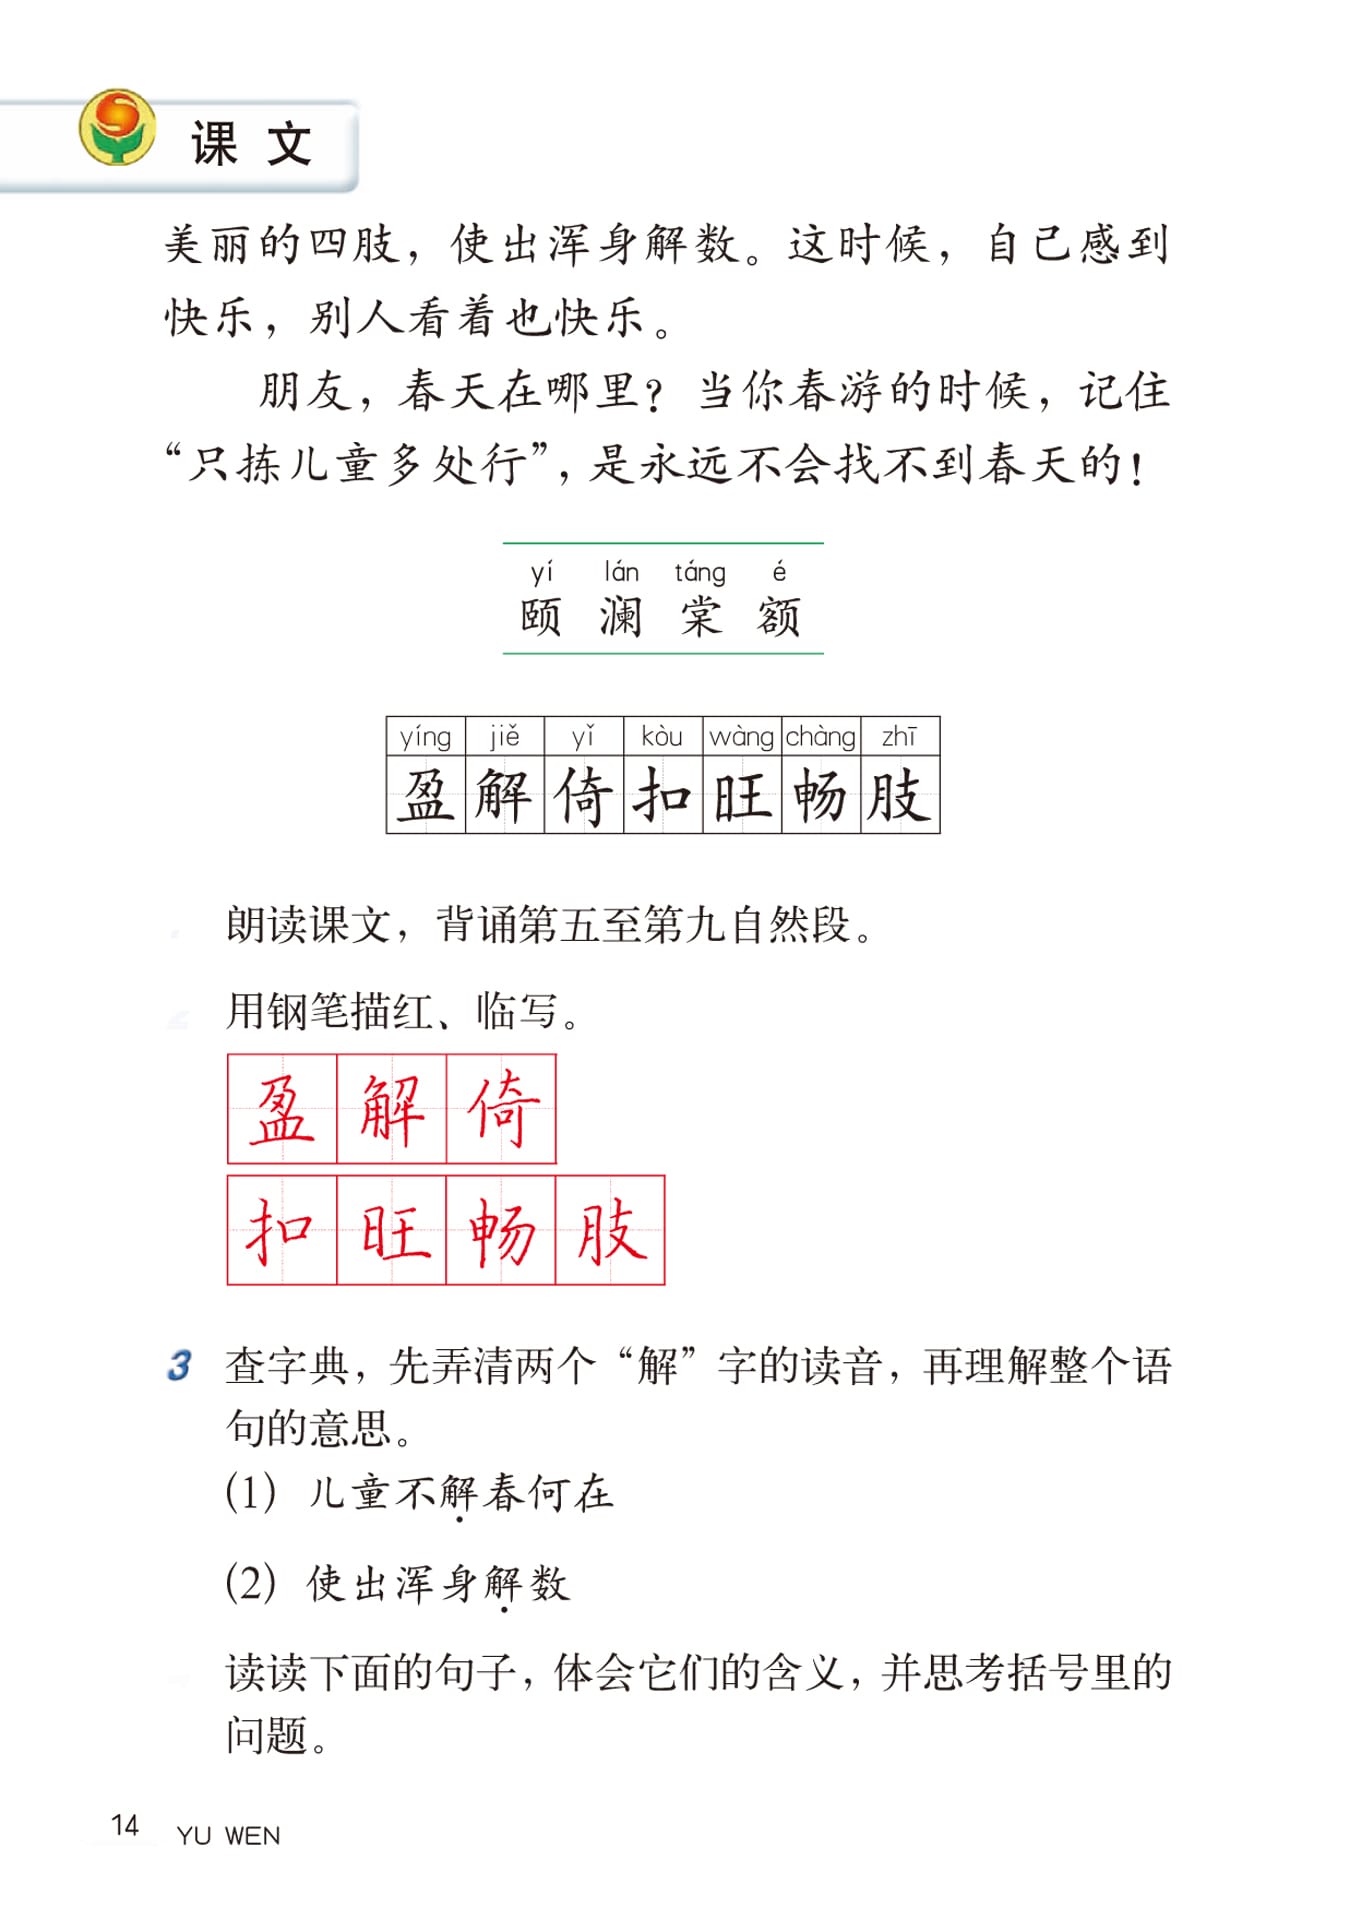 课文
美丽的四肢，使出浑身解数。这时候，自己感到
快乐，别人看着也快乐。
朋友，春天在哪里？当你春游的时候，记住
“只拣儿童多处行”，是永远不会找不到春天的！
yí lán táng é
颐 澜 棠 额
yíng jiě yǐ kòu wàng chàng zhī
盈 解 倚 扣 旺 畅 肢
朗读课文，背诵第五至第九自然段。
2 用钢笔描红、临写。
盈 解 倚
扣 旺 畅 肢
3 查字典，先弄清两个“解”字的读音，再理解整个语
句的意思。
(1) 儿童不解春何在
(2) 使出浑身解数
读读下面的句子，体会它们的含义，并思考括号里的
问题。
14 YU WEN